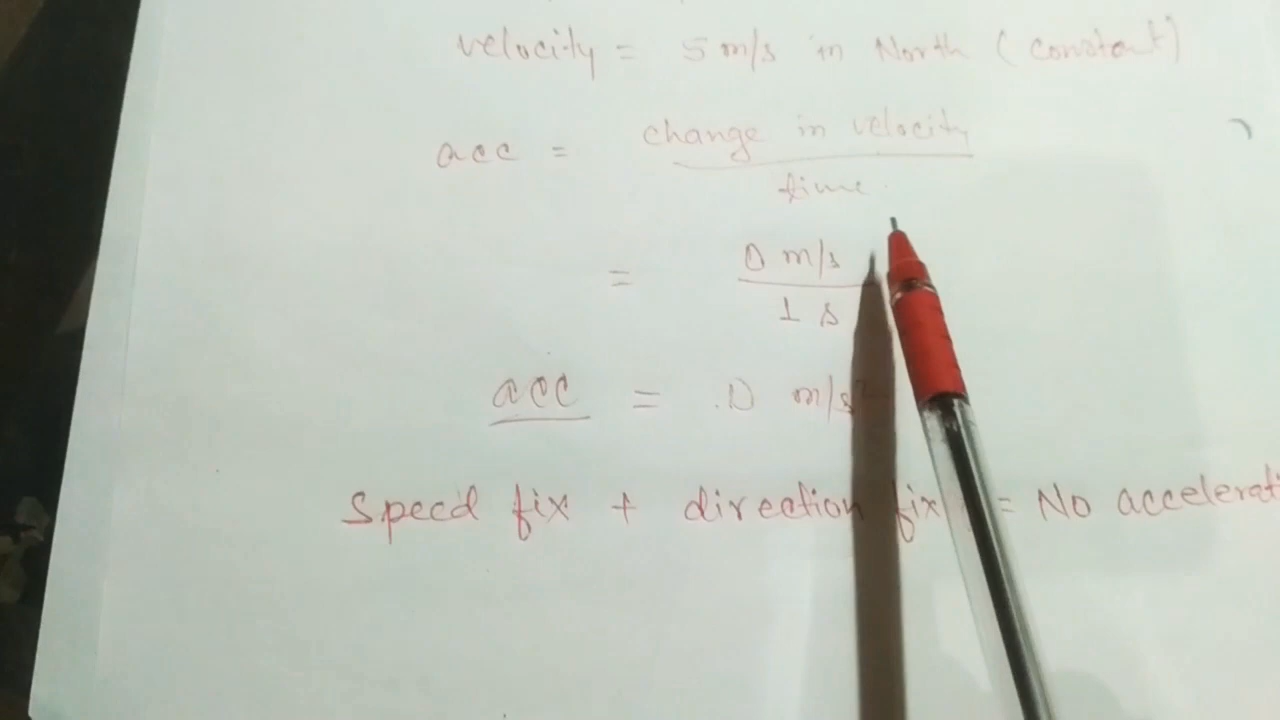 velocity = 5 m/s in North (constant)
acc = change in velocity
time
= 0 m/s
1 s
acc = .0 m/s²
Speed fix + direction fix = No accelerati